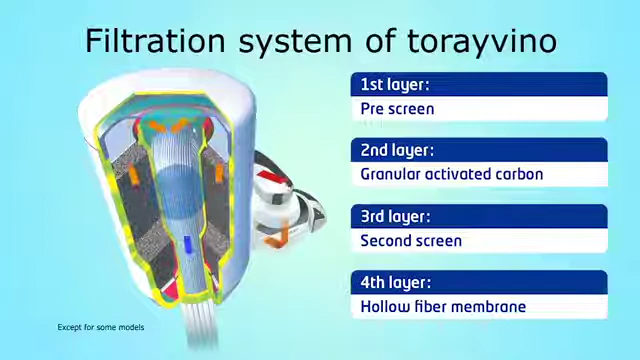 Filtration system of torayvino
1st layer:
Pre screen
2nd layer:
Granular activated carbon
3rd layer:
Second screen
4th layer:
Hollow fiber membrane
Except for some models